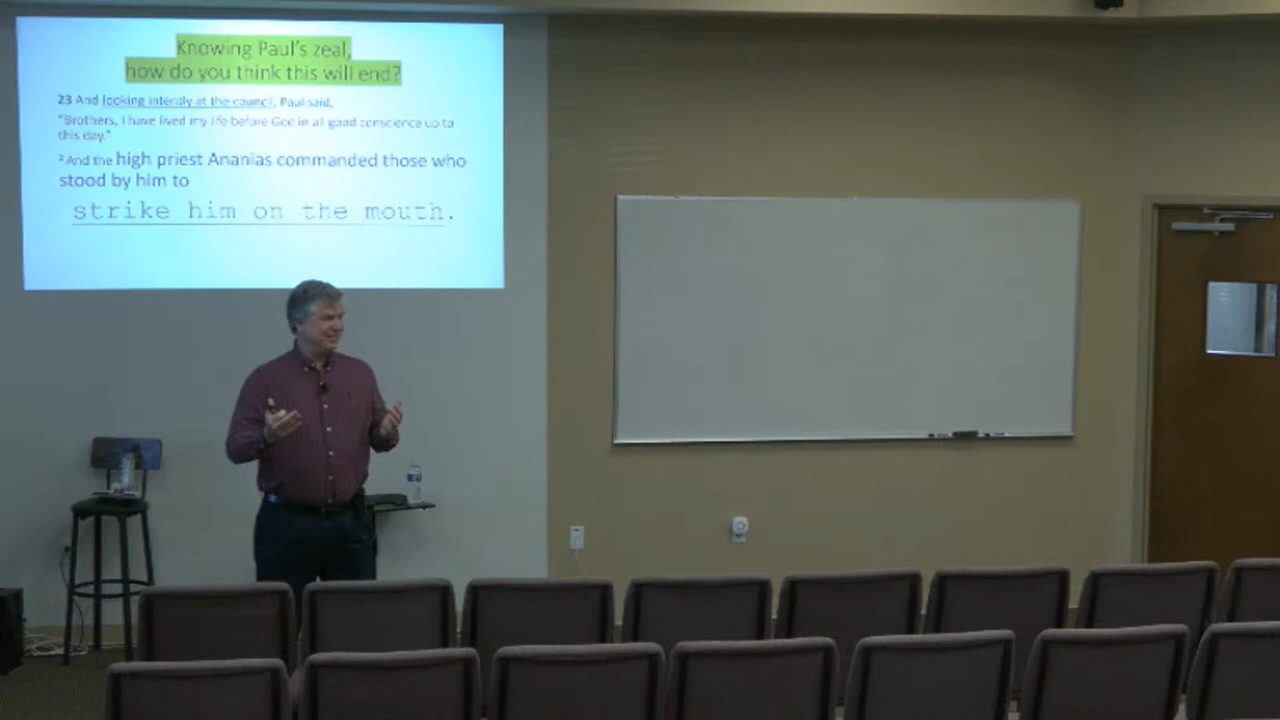 Knowing Paul's zeal,
how do you think this will end?
23 And looking intently at the council, Paul said,
"Brothers, I have lived my life before God in all good conscience up to
this day."
2 And the high priest Ananias commanded those who
stood by him to
strike him on the mouth.